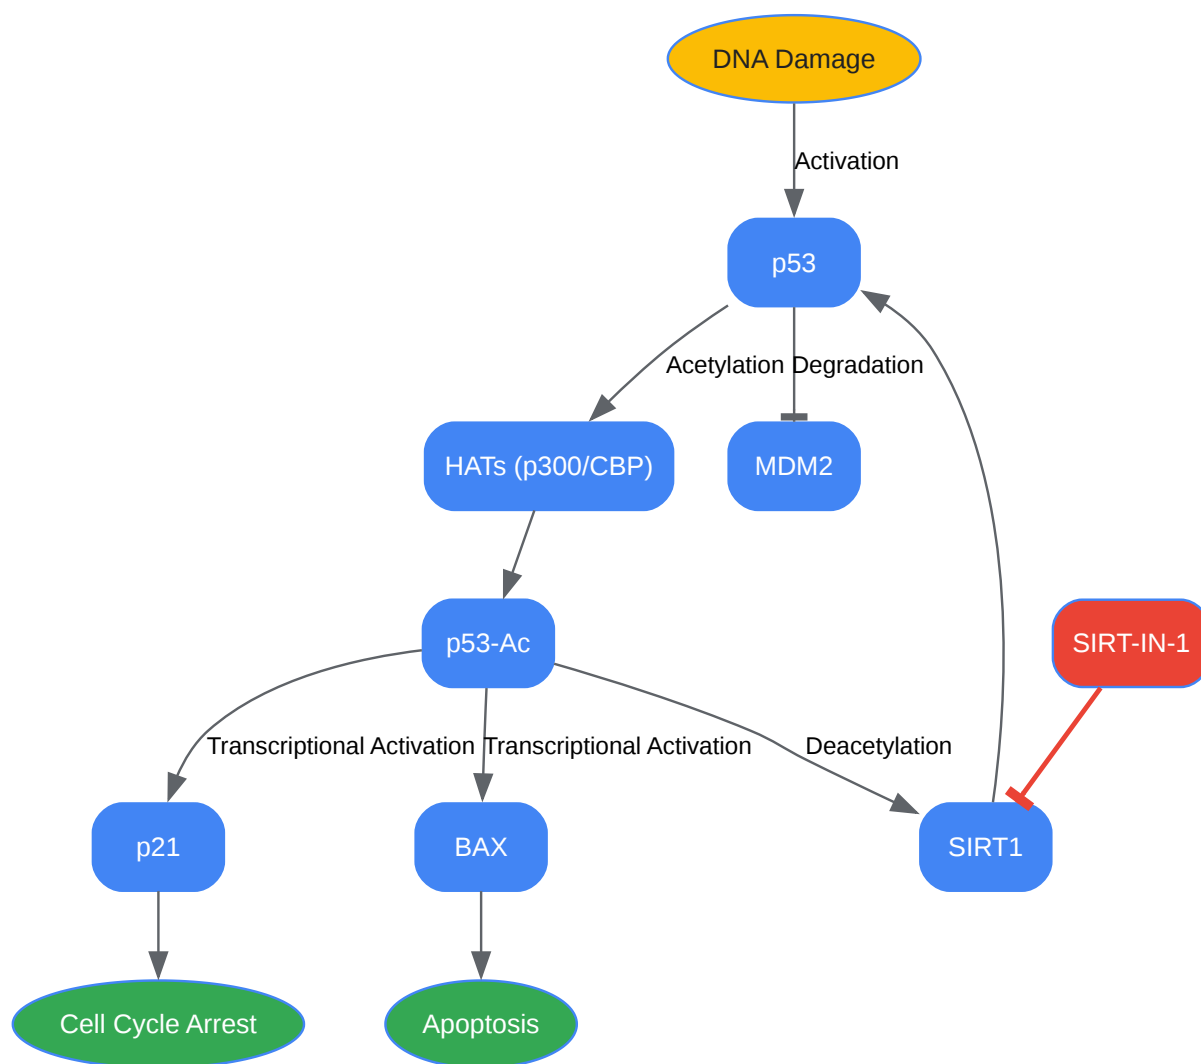 DNA Damage
Activation
p53
Acetylation
Degradation
HATs (p300/CBP)
MDM2
p53-Ac
SIRT-IN-1
Transcriptional Activation
Transcriptional Activation
Deacetylation
p21
BAX
SIRT1
Cell Cycle Arrest
Apoptosis